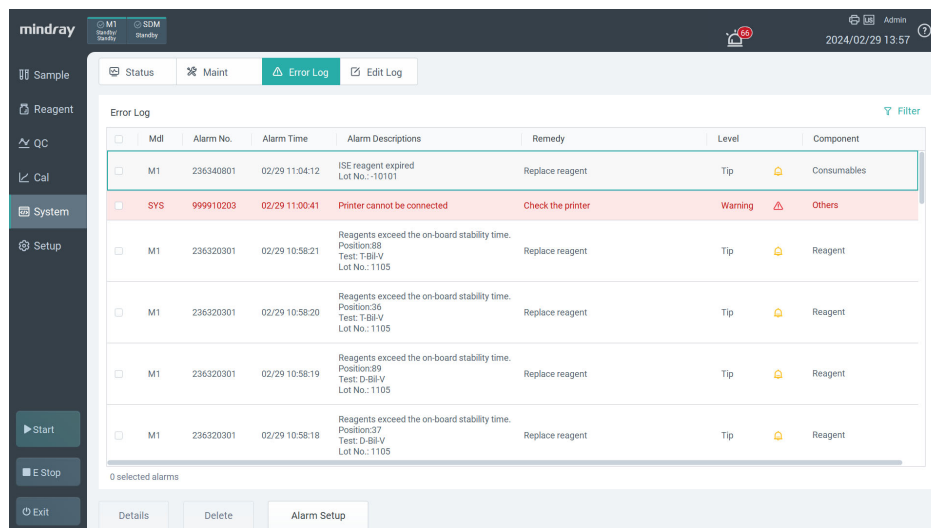 mindray
M1
Standby/
Standby
SDM
Standby
66
US
Admin
2024/02/29 13:57
?
Sample
Reagent
QC
Cal
System
Setup
Start
E Stop
Exit
Status
Maint
Error Log
Edit Log
Error Log
Filter
Mdl Alarm No. Alarm Time Alarm Descriptions Remedy Level Component
M1 236340801 02/29 11:04:12 ISE reagent expired
Lot No.: -10101 Replace reagent Tip Consumables
SYS 999910203 02/29 11:00:41 Printer cannot be connected Check the printer Warning Others
M1 236320301 02/29 10:58:21 Reagents exceed the on-board stability time.
Position:88
Test: T-Bil-V
Lot No.: 1105 Replace reagent Tip Reagent
M1 236320301 02/29 10:58:20 Reagents exceed the on-board stability time.
Position:36
Test: T-Bil-V
Lot No.: 1105 Replace reagent Tip Reagent
M1 236320301 02/29 10:58:19 Reagents exceed the on-board stability time.
Position:89
Test: D-Bil-V
Lot No.: 1105 Replace reagent Tip Reagent
M1 236320301 02/29 10:58:18 Reagents exceed the on-board stability time.
Position:37
Test: D-Bil-V
Lot No.: 1105 Replace reagent Tip Reagent
0 selected alarms
Details
Delete
Alarm Setup